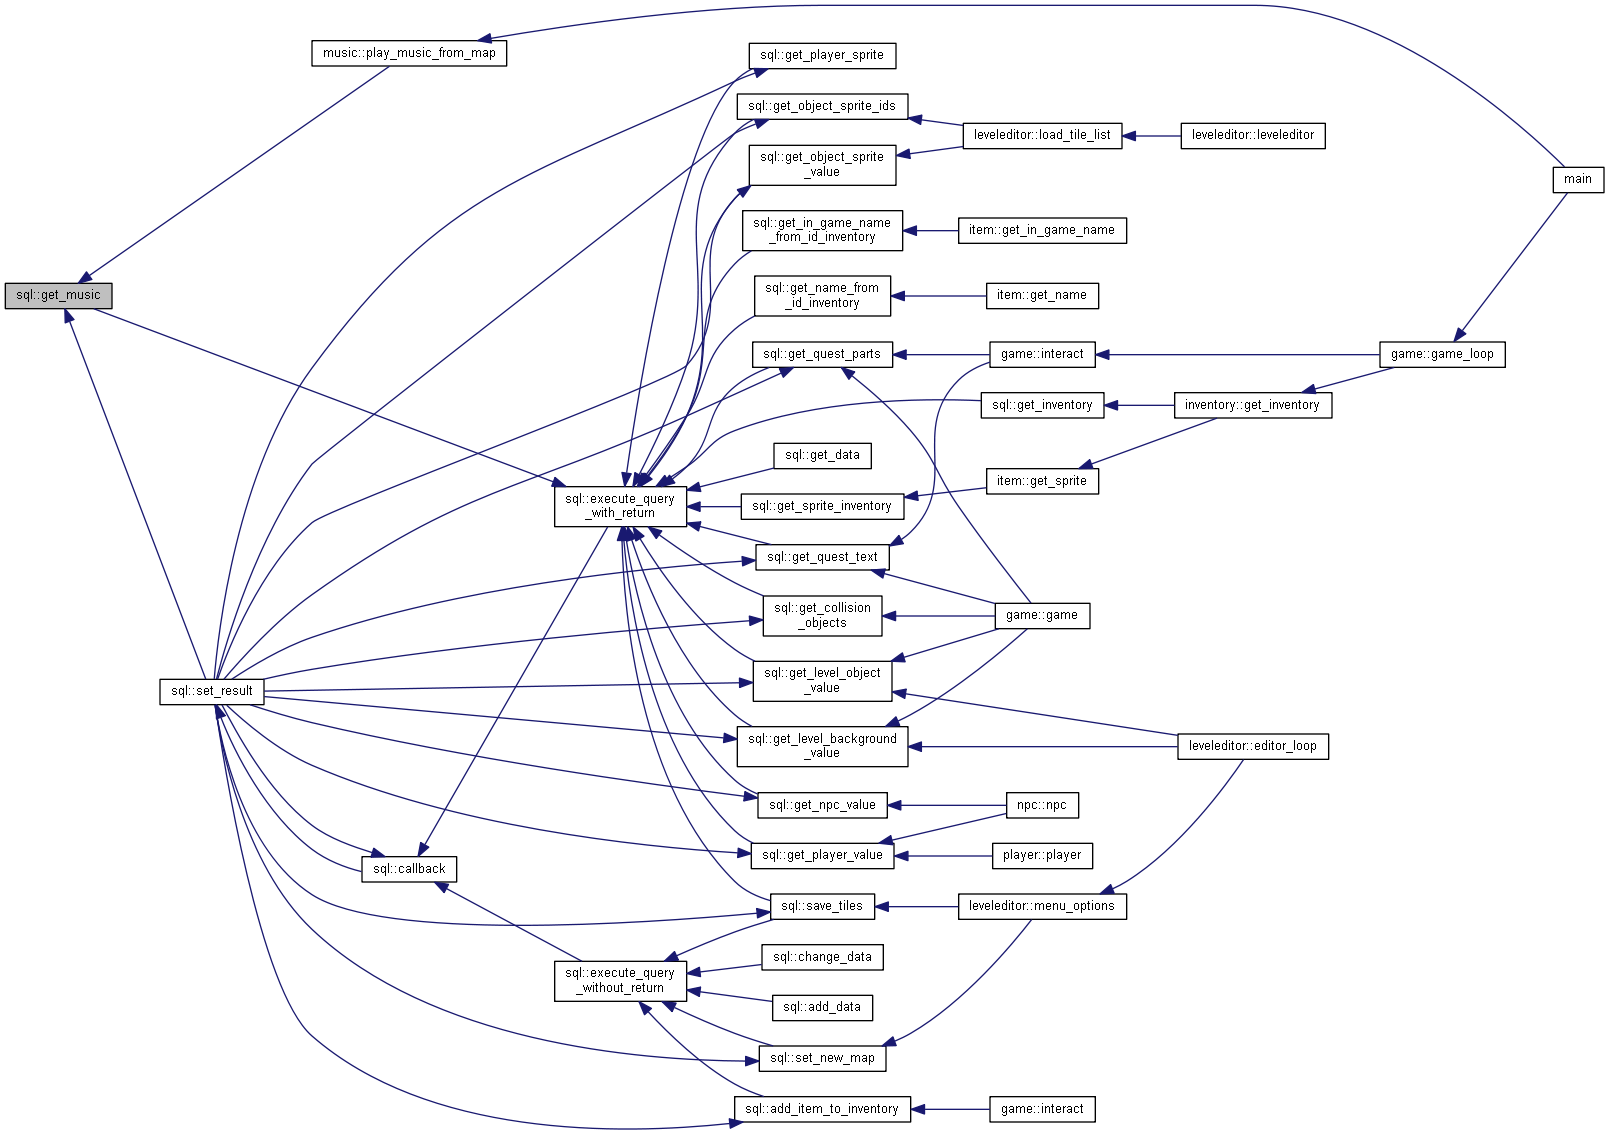 music::play_music_from_map
sql::get_player_sprite
sql::get_object_sprite_ids
leveleditor::load_tile_list
leveleditor::leveleditor
sql::get_object_sprite
_value
main
sql::get_in_game_name
_from_id_inventory
item::get_in_game_name
sql::get_music
sql::get_name_from
_id_inventory
item::get_name
sql::get_quest_parts
game::interact
game::game_loop
sql::get_inventory
inventory::get_inventory
sql::get_data
item::get_sprite
sql::execute_query
_with_return
sql::get_sprite_inventory
sql::get_quest_text
sql::get_collision
_objects
game::game
sql::get_level_object
_value
sql::set_result
sql::get_level_background
_value
leveleditor::editor_loop
sql::get_npc_value
npc::npc
sql::get_player_value
player::player
sql::callback
sql::save_tiles
leveleditor::menu_options
sql::execute_query
_without_return
sql::change_data
sql::add_data
sql::set_new_map
sql::add_item_to_inventory
game::interact